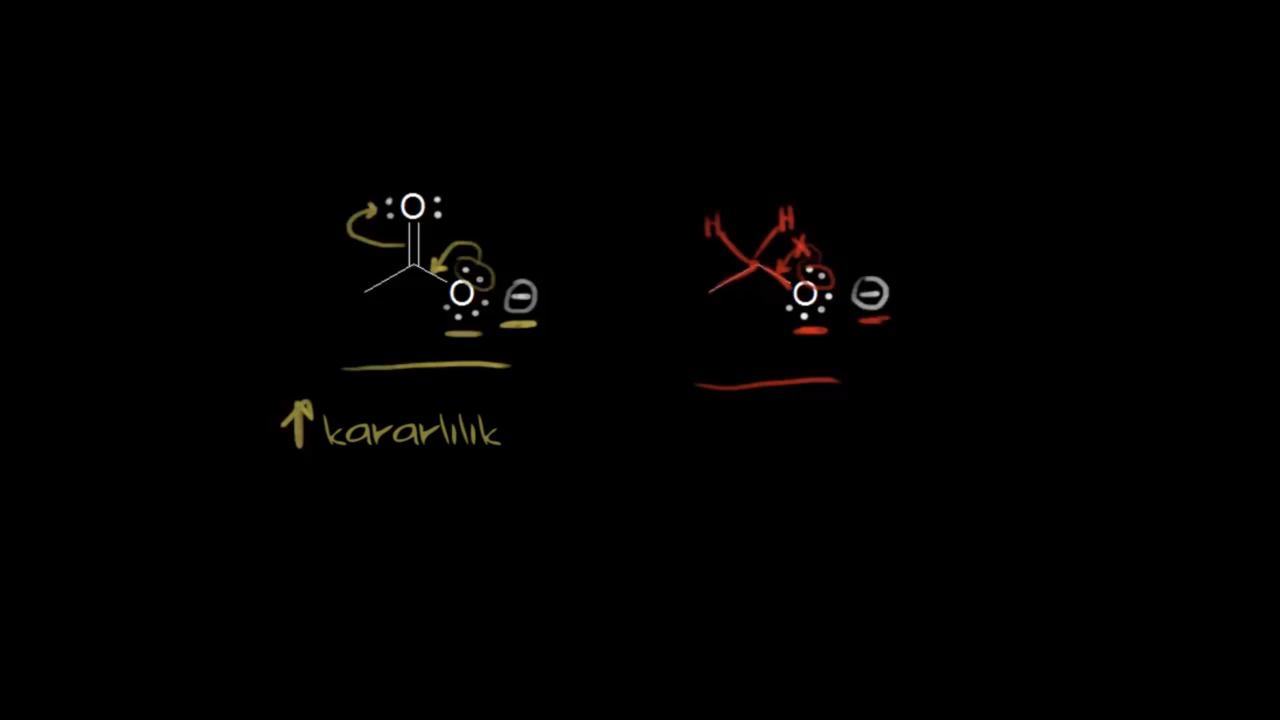 :O:
H H
O −
O −
↑ kararlılık